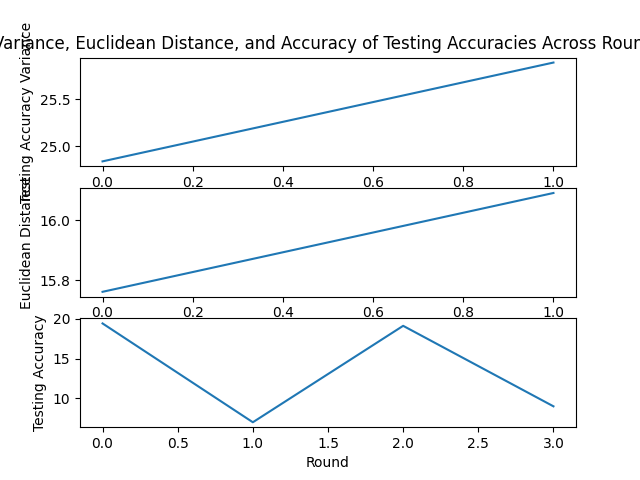 Variance, Euclidean Distance, and Accuracy of Testing Accuracies Across Roun
Testing Accuracy Variance
25.5
25.0
0.0 0.2 0.4 0.6 0.8 1.0
Euclidean Distance
16.0
15.8
0.0 0.2 0.4 0.6 0.8 1.0
Testing Accuracy
20
15
10
0.0 0.5 1.0 1.5 2.0 2.5 3.0
Round